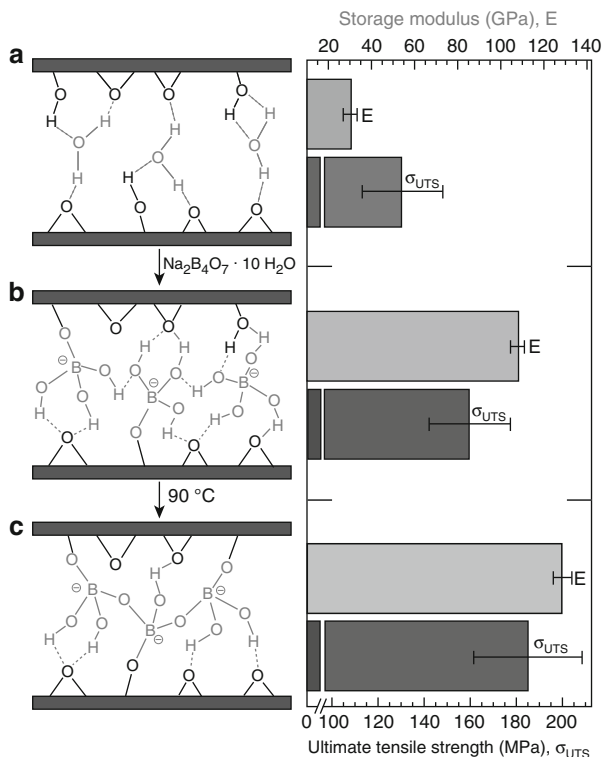 Storage modulus (GPa), E
20 40 60 80 100 120 140
a
O O O O
H H H
H H
O O O
H H H H
O O O O
E
σUTS
Na2B4O7 · 10 H2O
b
O O O O
H H H H
B⊖ O O O O B⊖
O H H O
O B⊖ O O
H H H H H
O O O O
E
σUTS
90 °C
c
O O O O
H
⊖B O O O B⊖
O O B⊖ O O
H H H H
O O O O
E
σUTS
0 100 120 140 160 180 200
Ultimate tensile strength (MPa), σUTS